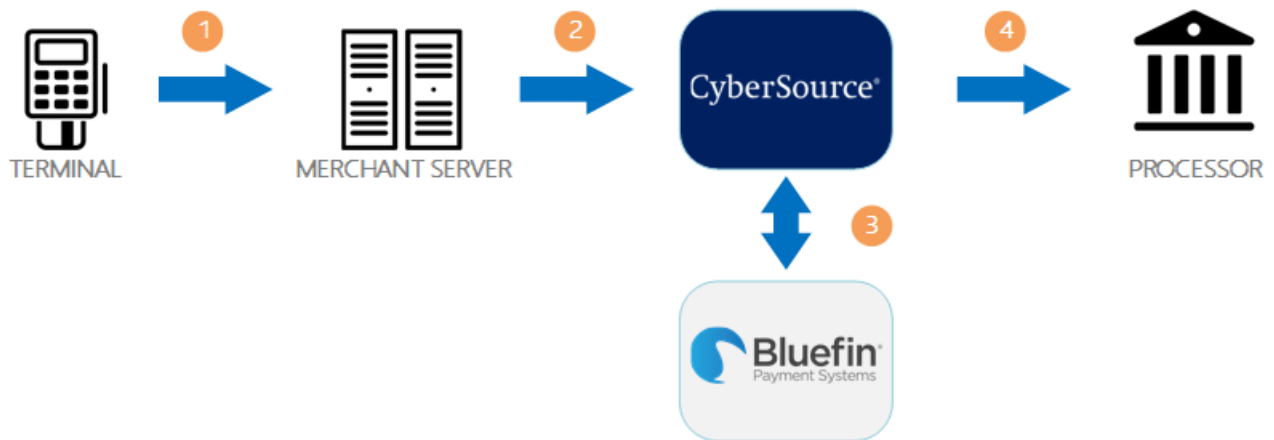 1
2
4
CyberSource®
TERMINAL
MERCHANT SERVER
PROCESSOR
3
Bluefin®
Payment Systems